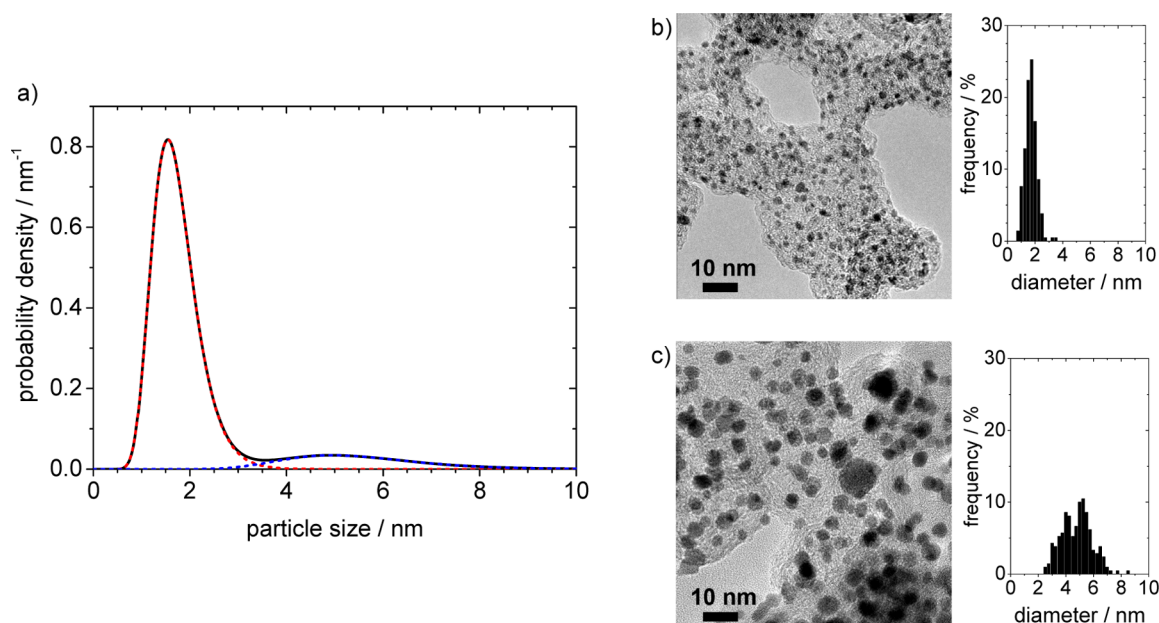 a)
probability density / nm⁻¹
0.8
0.6
0.4
0.2
0.0
0 2 4 6 8 10
particle size / nm
b)
10 nm
frequency / %
30
20
10
0
0 2 4 6 8 10
diameter / nm
c)
10 nm
frequency / %
30
20
10
0
0 2 4 6 8 10
diameter / nm